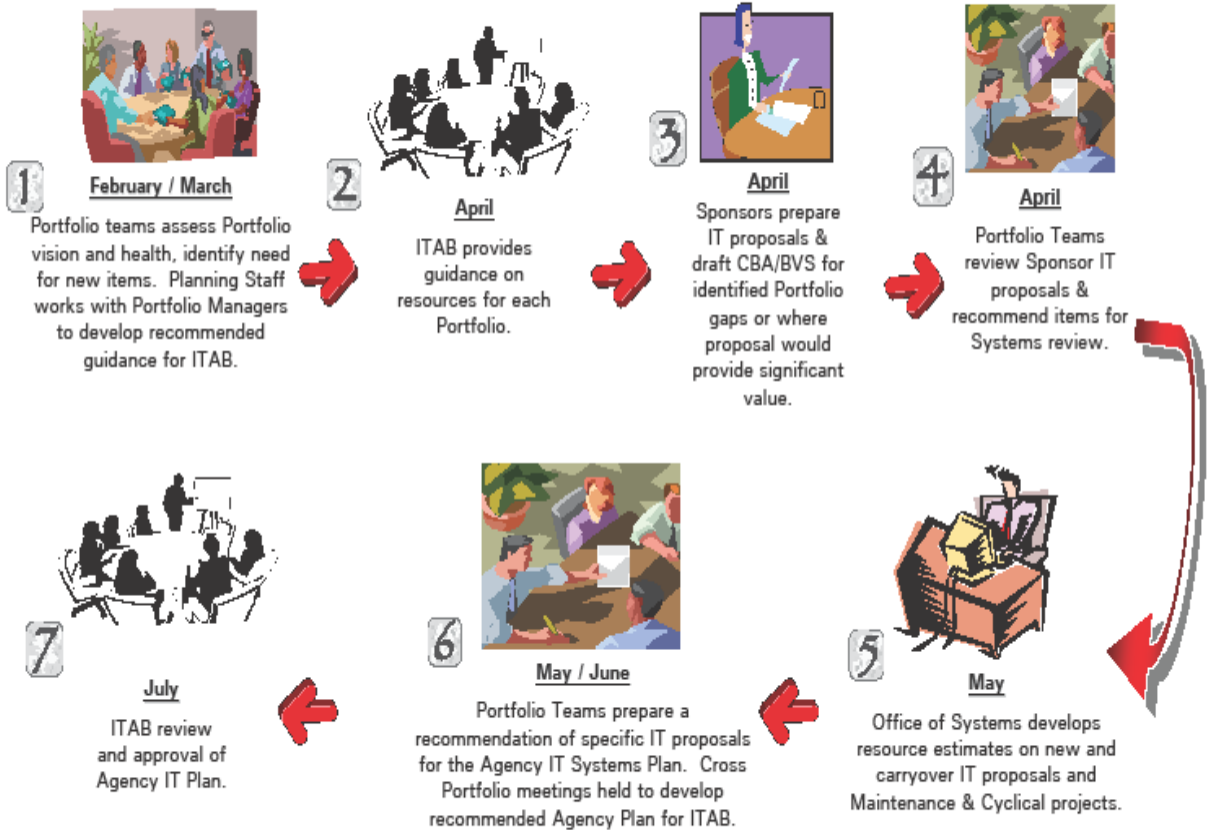 1
February / March
Portfolio teams assess Portfolio
vision and health, identify need
for new items. Planning Staff
works with Portfolio Managers
to develop recommended
guidance for ITAB.
2
April
ITAB provides
guidance on
resources for each
Portfolio.
3
April
Sponsors prepare
IT proposals &
draft CBA/BVS for
identified Portfolio
gaps or where
proposal would
provide significant
value.
4
April
Portfolio Teams
review Sponsor IT
proposals &
recommend items for
Systems review.
5
May
Office of Systems develops
resource estimates on new and
carryover IT proposals and
Maintenance & Cyclical projects.
6
May / June
Portfolio Teams prepare a
recommendation of specific IT proposals
for the Agency IT Systems Plan. Cross
Portfolio meetings held to develop
recommended Agency Plan for ITAB.
7
July
ITAB review
and approval of
Agency IT Plan.